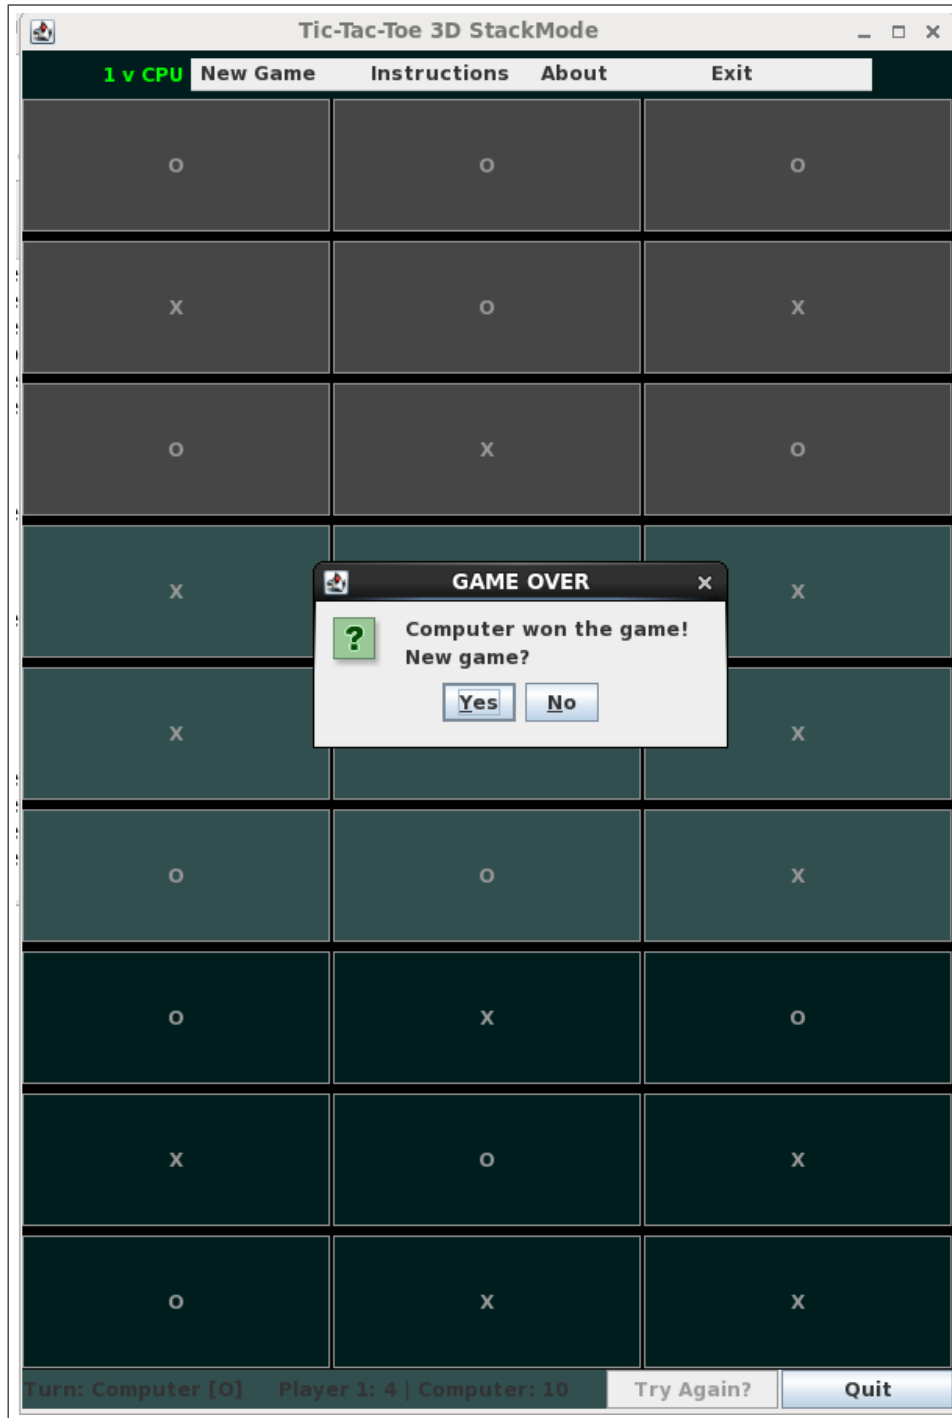 Tic-Tac-Toe 3D StackMode
1 v CPU New Game Instructions About Exit
O O O
X O X
O X O
X X
GAME OVER
Computer won the game!
New game?
Yes No
X X
O O X
O X O
X O X
O X X
Turn: Computer [O] Player 1: 4 | Computer: 10 Try Again? Quit